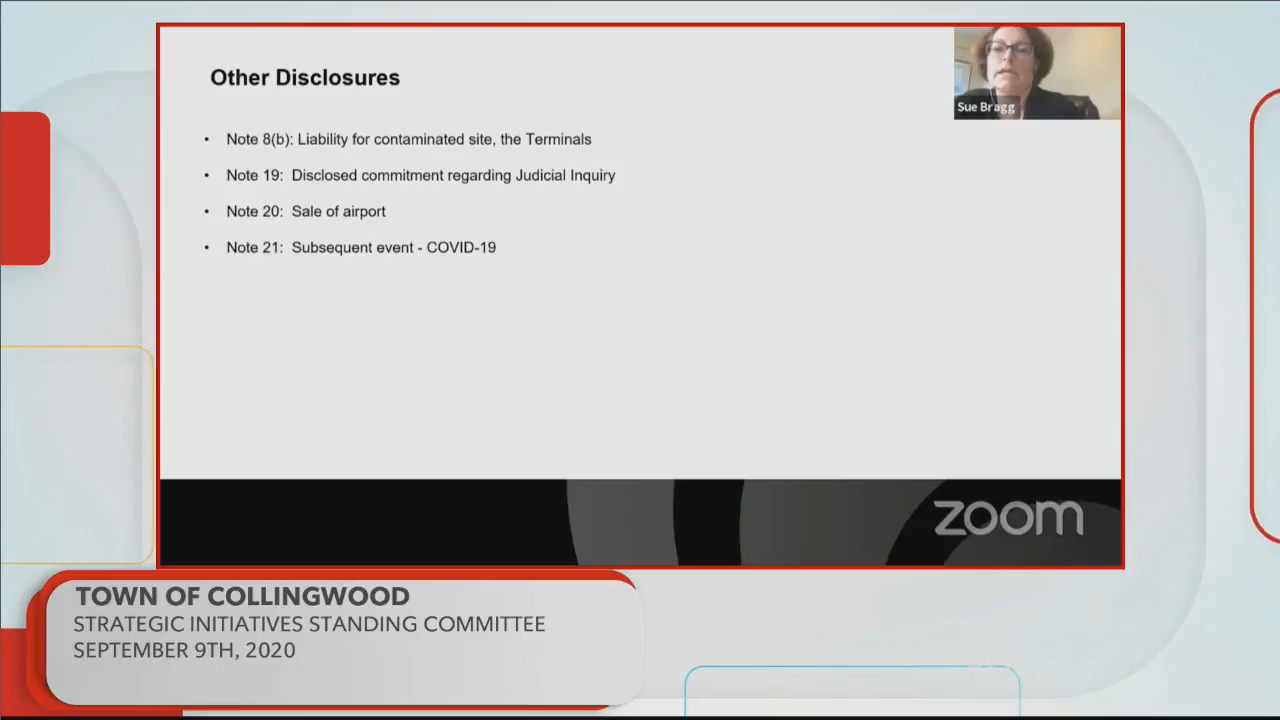 Other Disclosures
Sue Bragg
• Note 8(b): Liability for contaminated site, the Terminals
• Note 19: Disclosed commitment regarding Judicial Inquiry
• Note 20: Sale of airport
• Note 21: Subsequent event - COVID-19
zoom
TOWN OF COLLINGWOOD
STRATEGIC INITIATIVES STANDING COMMITTEE
SEPTEMBER 9TH, 2020